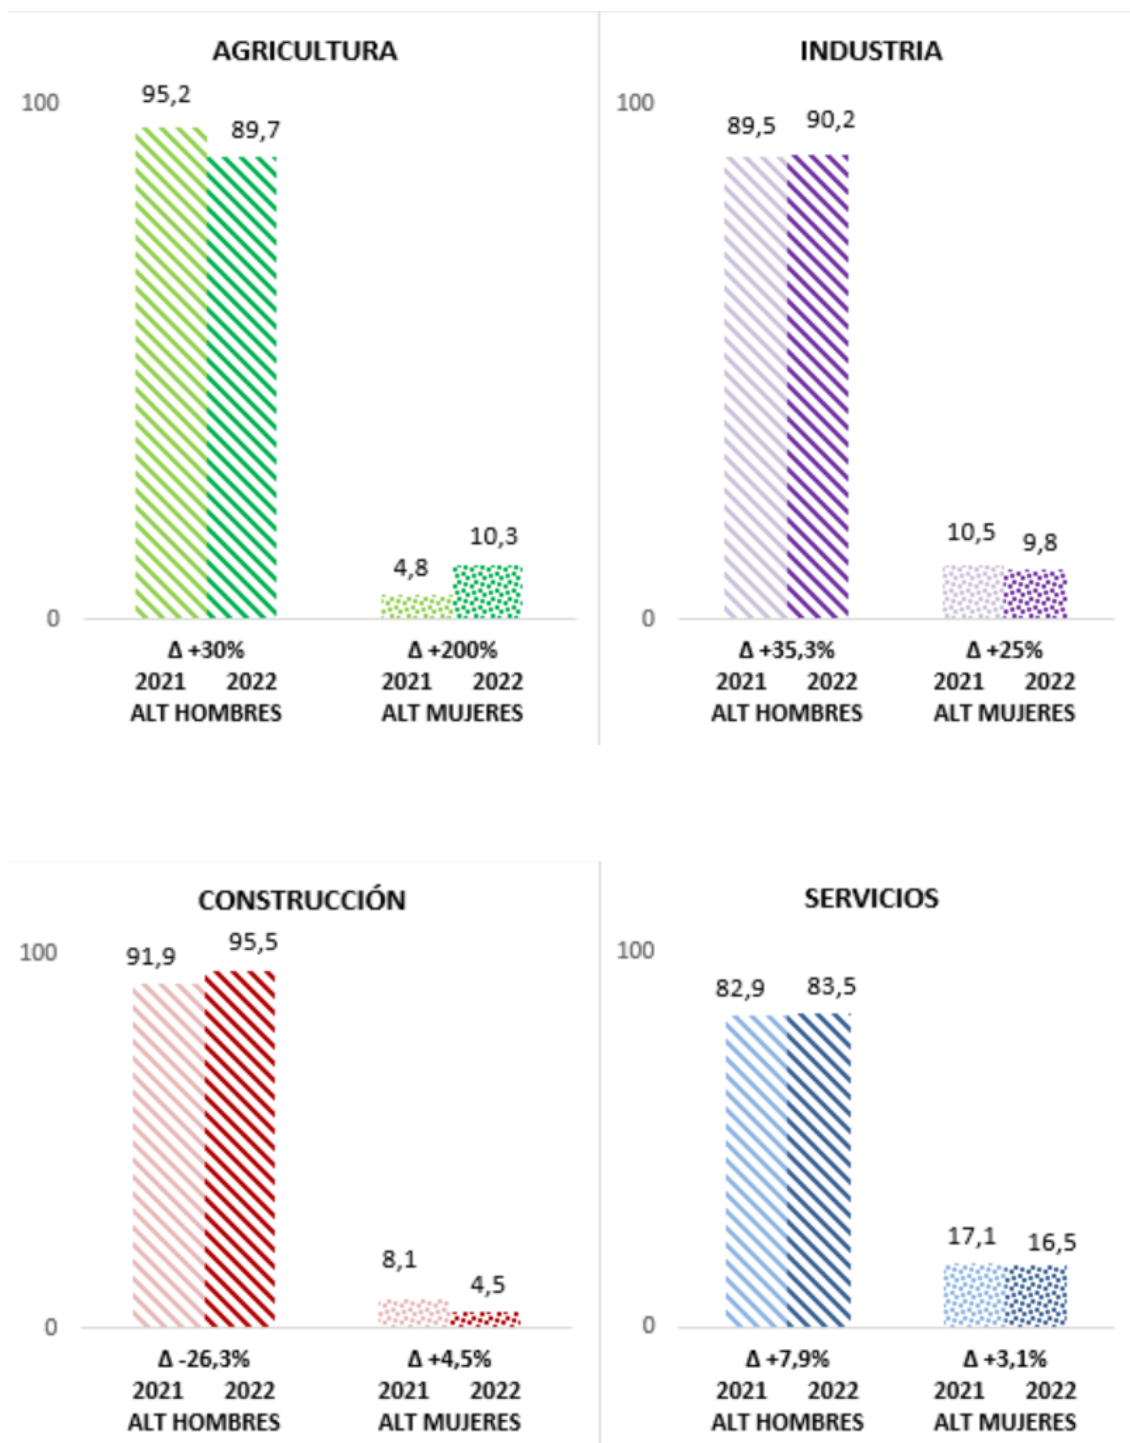 AGRICULTURA
100
95,2
89,7
10,3
4,8
0
Δ +30%
Δ +200%
2021 2022
2021 2022
ALT HOMBRES
ALT MUJERES
INDUSTRIA
100
89,5
90,2
10,5
9,8
0
Δ +35,3%
Δ +25%
2021 2022
2021 2022
ALT HOMBRES
ALT MUJERES
CONSTRUCCIÓN
100
91,9
95,5
8,1
4,5
0
Δ -26,3%
Δ +4,5%
2021 2022
2021 2022
ALT HOMBRES
ALT MUJERES
SERVICIOS
100
82,9
83,5
17,1
16,5
0
Δ +7,9%
Δ +3,1%
2021 2022
2021 2022
ALT HOMBRES
ALT MUJERES